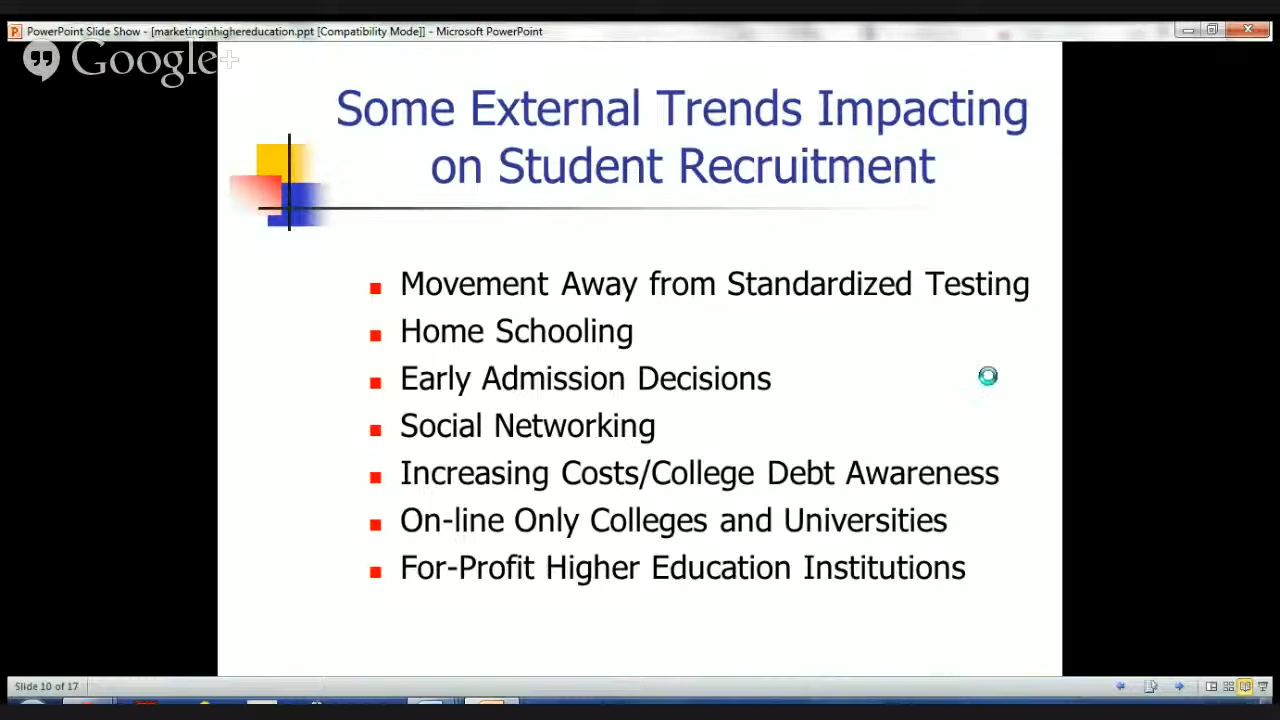 PowerPoint Slide Show - [marketinginhighereducation.ppt [Compatibility Mode]] - Microsoft PowerPoint
Google+
Some External Trends Impacting
on Student Recruitment
Movement Away from Standardized Testing
Home Schooling
Early Admission Decisions
Social Networking
Increasing Costs/College Debt Awareness
On-line Only Colleges and Universities
For-Profit Higher Education Institutions
Slide 10 of 17